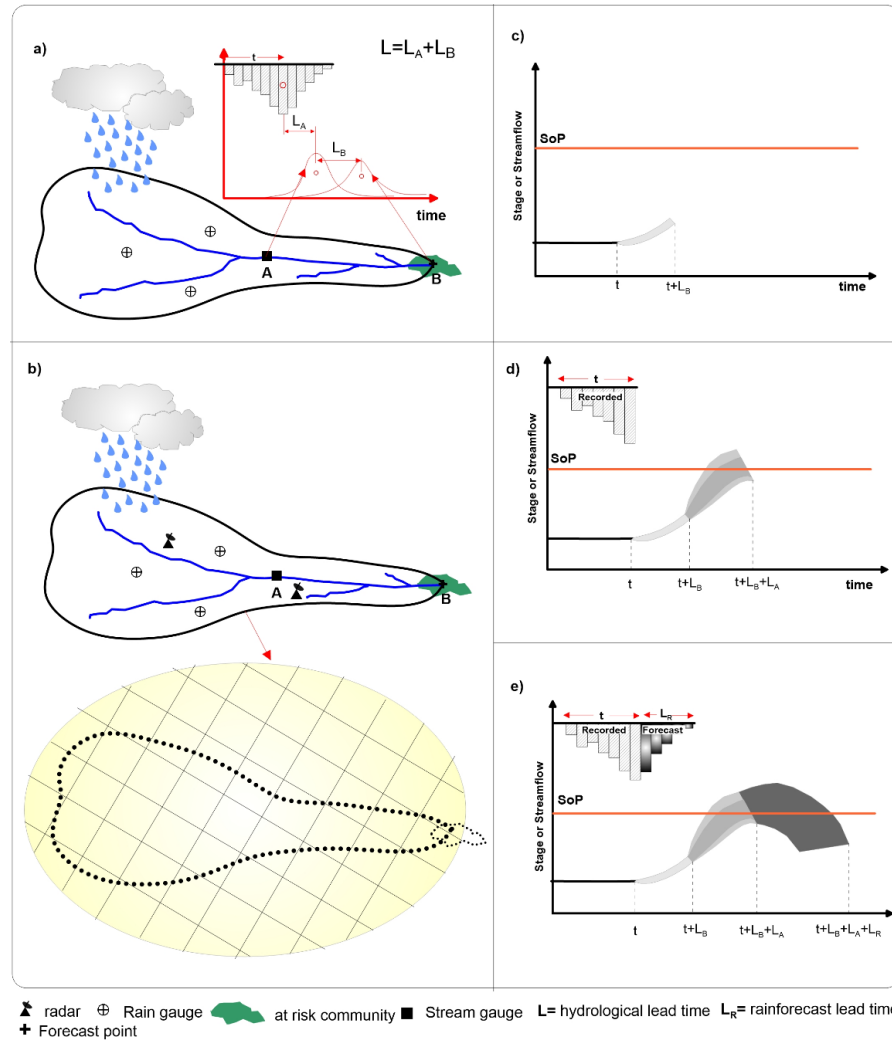 a)
t
L=LA+LB
LA
LB
time
A
B
c)
Stage or Streamflow
SoP
t
t+LB
time
b)
A
B
d)
Stage or Streamflow
t
Recorded
SoP
t
t+LB
t+LB+LA
time
e)
Stage or Streamflow
t
LR
Recorded
Forecast
SoP
t
t+LB
t+LB+LA
t+LB+LA+LR
radar
Rain gauge
at risk community
Stream gauge
L= hydrological lead time
LR= rainforecast lead time
Forecast point